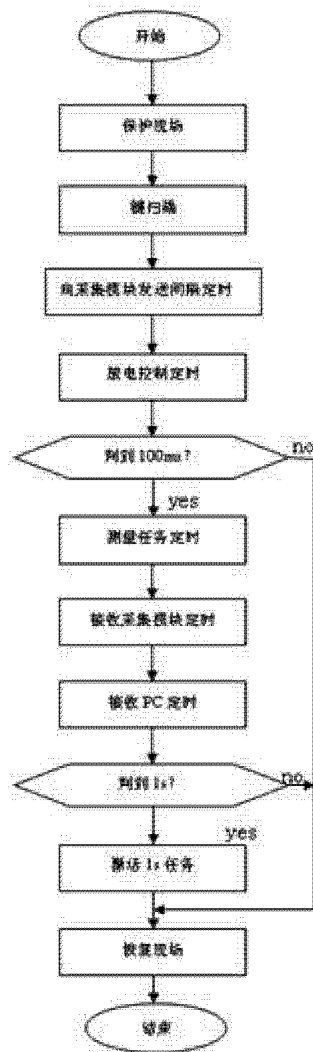 开始
保护现场
键扫描
向采集模块发送间隔定时
放电控制定时
判到100ms?
no
yes
测量任务定时
接收采集模块定时
接收PC定时
判到1s?
no
yes
激活1s任务
恢复现场
结束